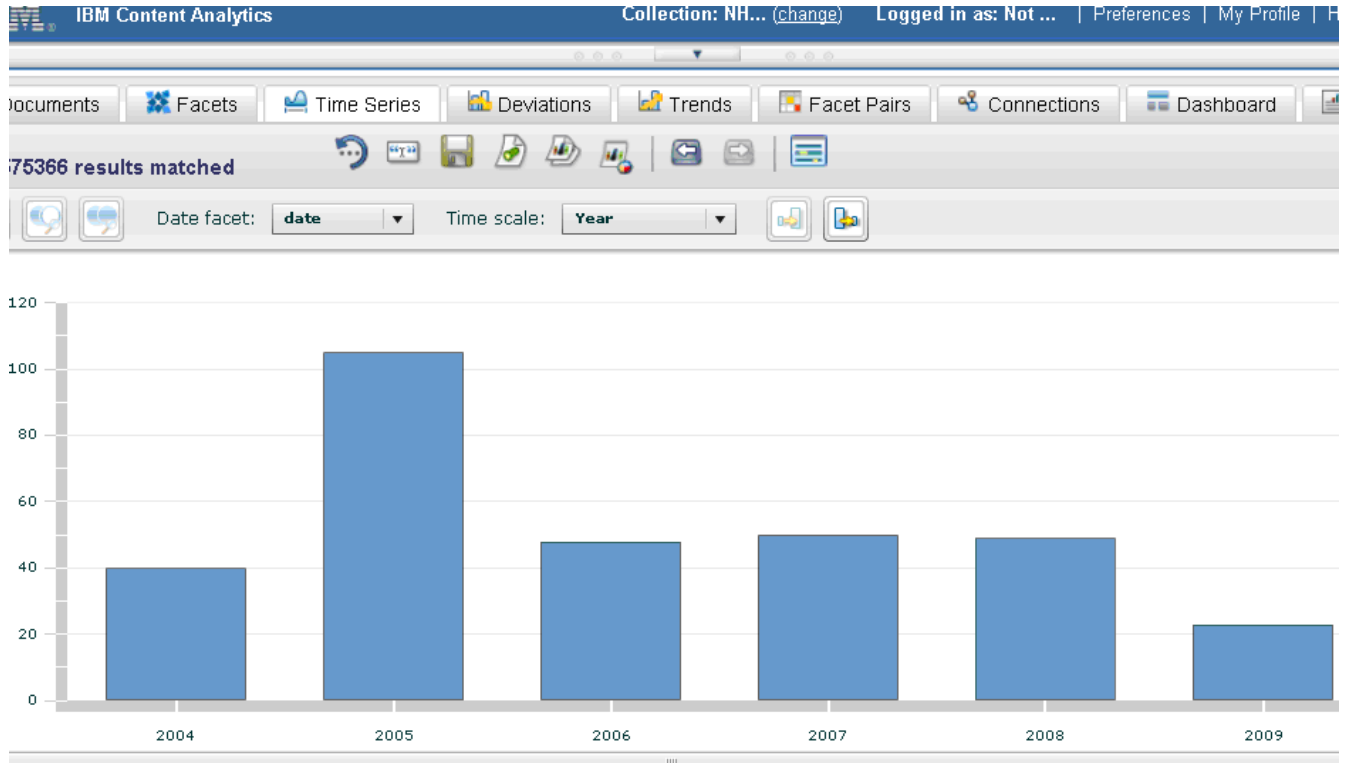 IBM IBM Content Analytics Collection: NH... (change) Logged in as: Not ... | Preferences | My Profile |
Documents Facets Time Series Deviations Trends Facet Pairs Connections Dashboard
575366 results matched
Date facet: date Time scale: Year
120
100
80
60
40
20
0
2004 2005 2006 2007 2008 2009